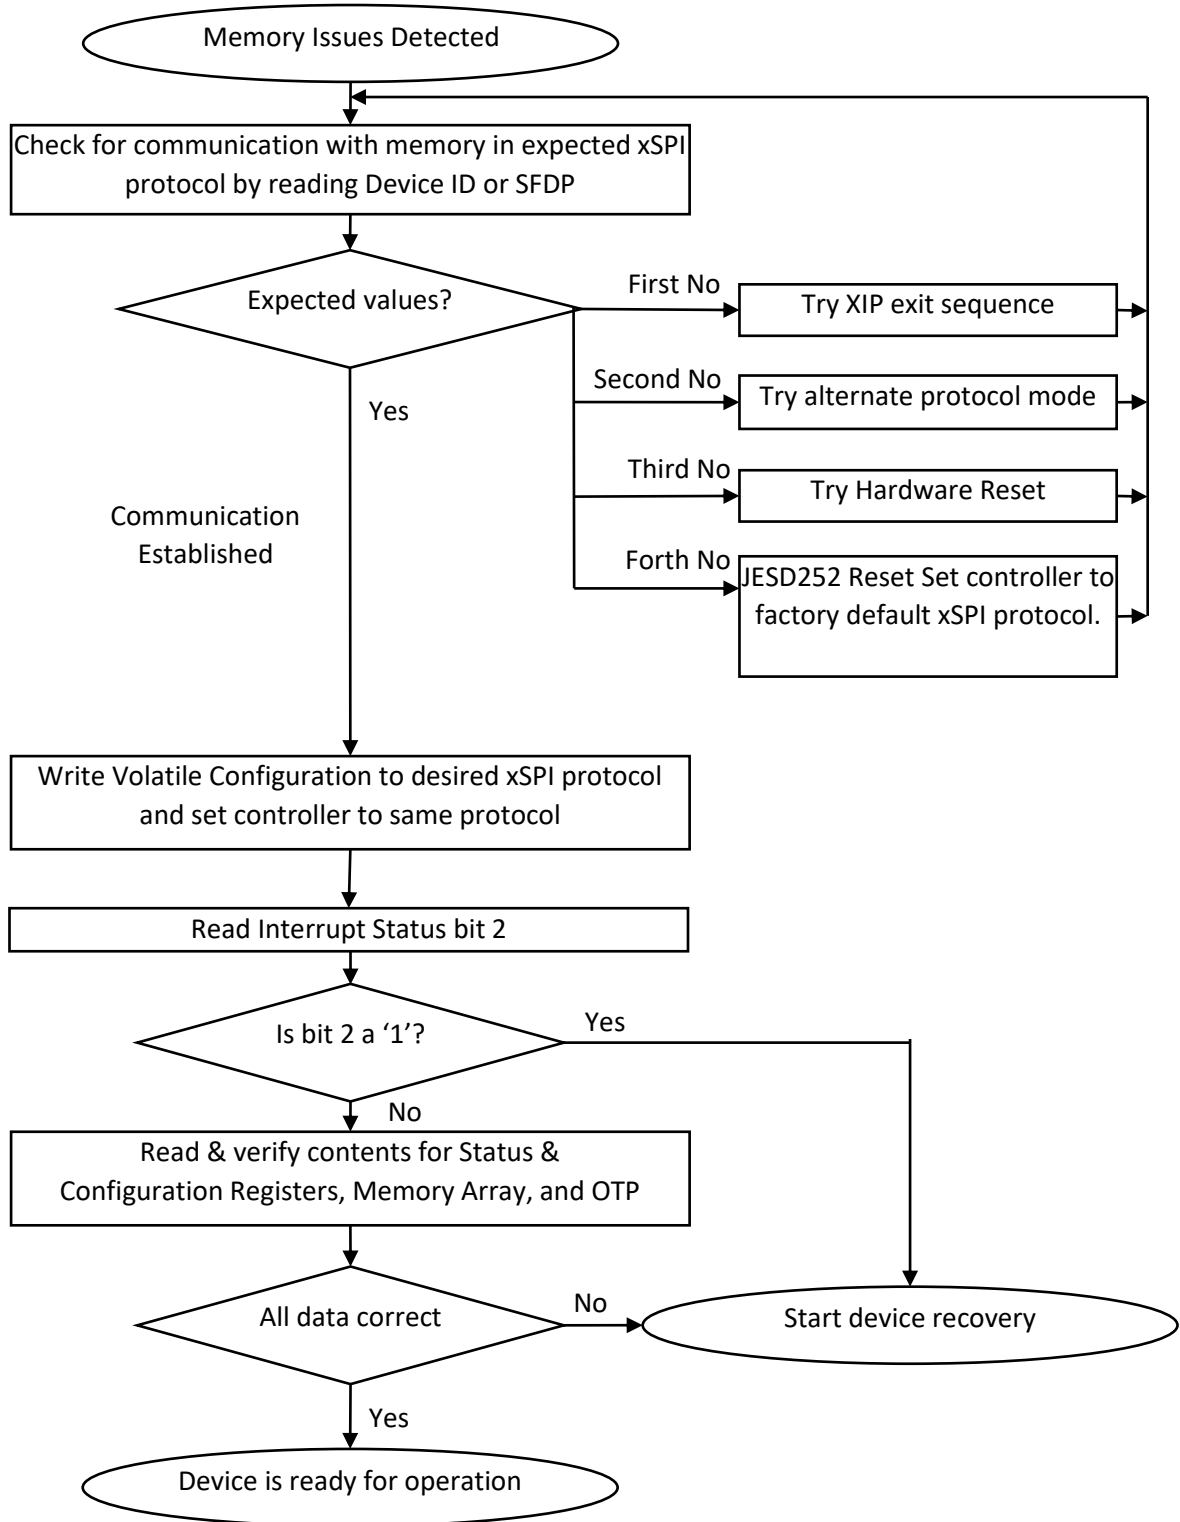 Memory Issues Detected
Check for communication with memory in expected xSPI
protocol by reading Device ID or SFDP
Expected values?
First No
Try XIP exit sequence
Second No
Try alternate protocol mode
Yes
Third No
Try Hardware Reset
Communication
Established
Forth No
JESD252 Reset Set controller to
factory default xSPI protocol.
Write Volatile Configuration to desired xSPI protocol
and set controller to same protocol
Read Interrupt Status bit 2
Is bit 2 a ‘1’?
Yes
No
Read & verify contents for Status &
Configuration Registers, Memory Array, and OTP
All data correct
No
Start device recovery
Yes
Device is ready for operation